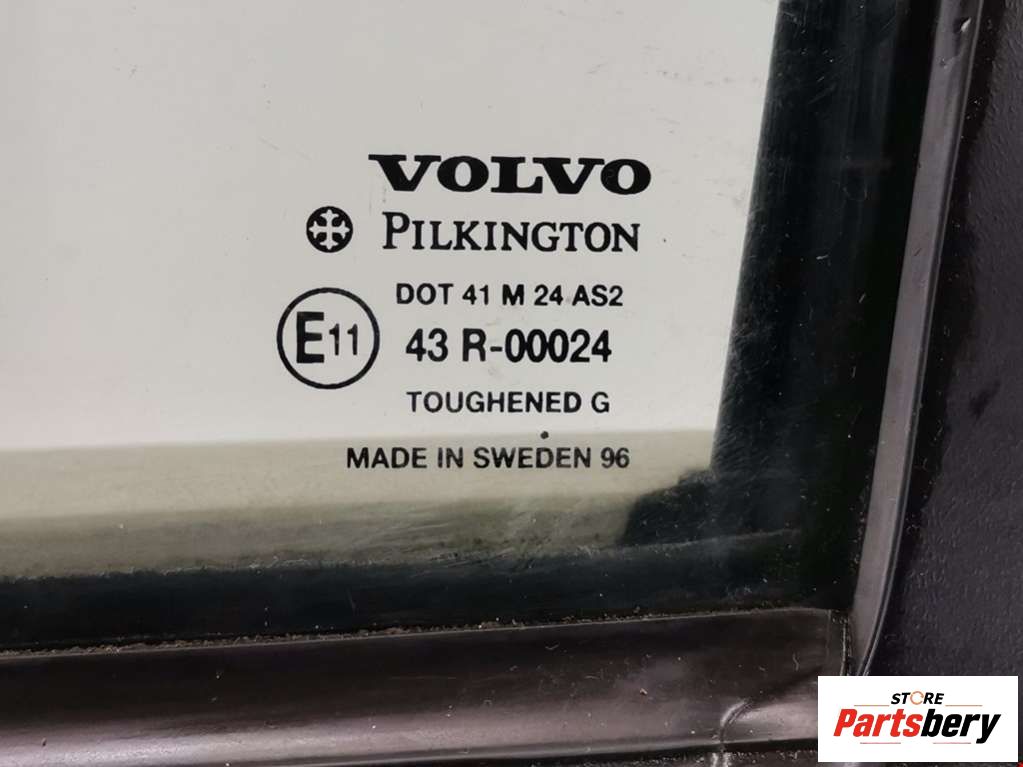 VOLVO
PILKINGTON
DOT 41 M 24 AS2
E11 43 R-00024
TOUGHENED G
MADE IN SWEDEN 96
STORE
Partsbery